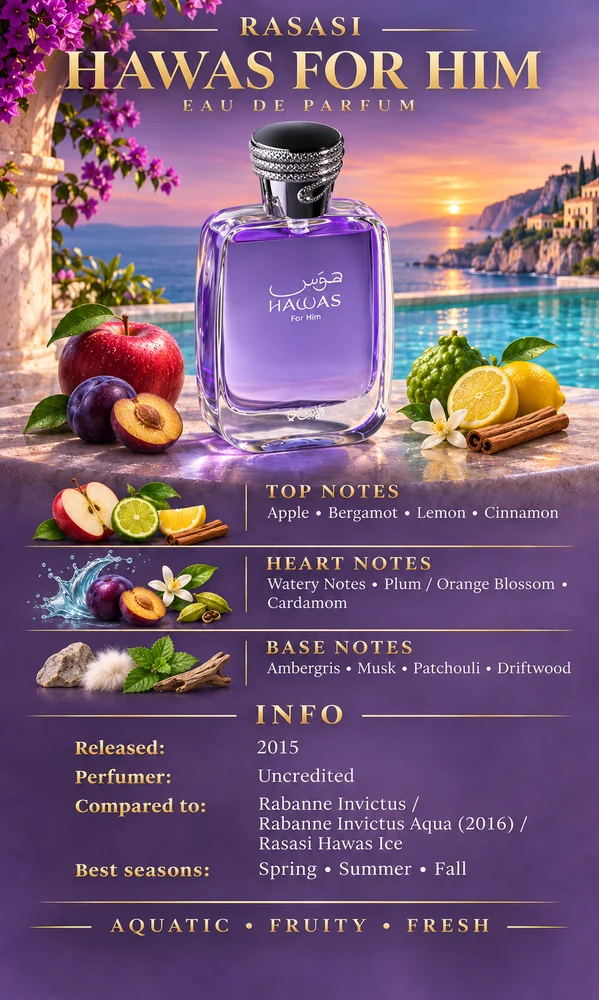 RASASI
HAWAS FOR HIM
EAU DE PARFUM
هوس
HAWAS
For Him
TOP NOTES
Apple • Bergamot • Lemon • Cinnamon
HEART NOTES
Watery Notes • Plum / Orange Blossom •
Cardamom
BASE NOTES
Ambergris • Musk • Patchouli • Driftwood
INFO
Released: 2015
Perfumer: Uncredited
Compared to: Rabanne Invictus /
Rabanne Invictus Aqua (2016) /
Rasasi Hawas Ice
Best seasons: Spring • Summer • Fall
AQUATIC • FRUITY • FRESH